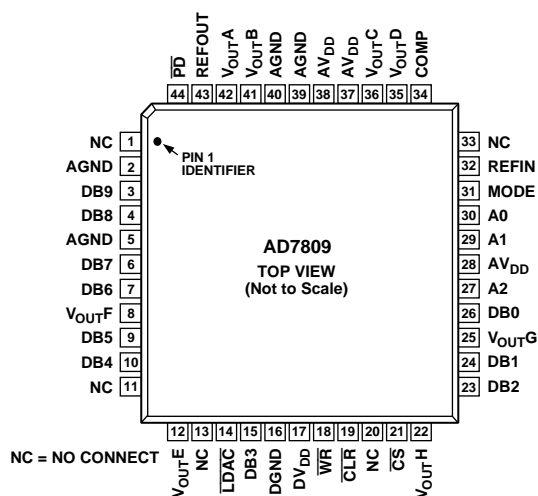 PD REFOUT VOUTA VOUTB AGND AGND AVDD AVDD VOUTC VOUTD COMP
44 43 42 41 40 39 38 37 36 35 34
NC 1
AGND 2
DB9 3
DB8 4
AGND 5
DB7 6
DB6 7
VOUTF 8
DB5 9
DB4 10
NC 11
PIN 1
IDENTIFIER
AD7809
TOP VIEW
(Not to Scale)
33 NC
32 REFIN
31 MODE
30 A0
29 A1
28 AVDD
27 A2
26 DB0
25 VOUTG
24 DB1
23 DB2
12 13 14 15 16 17 18 19 20 21 22
VOUTE NC LDAC DB3 DGND DVDD WR CLR NC CS VOUTH
NC = NO CONNECT